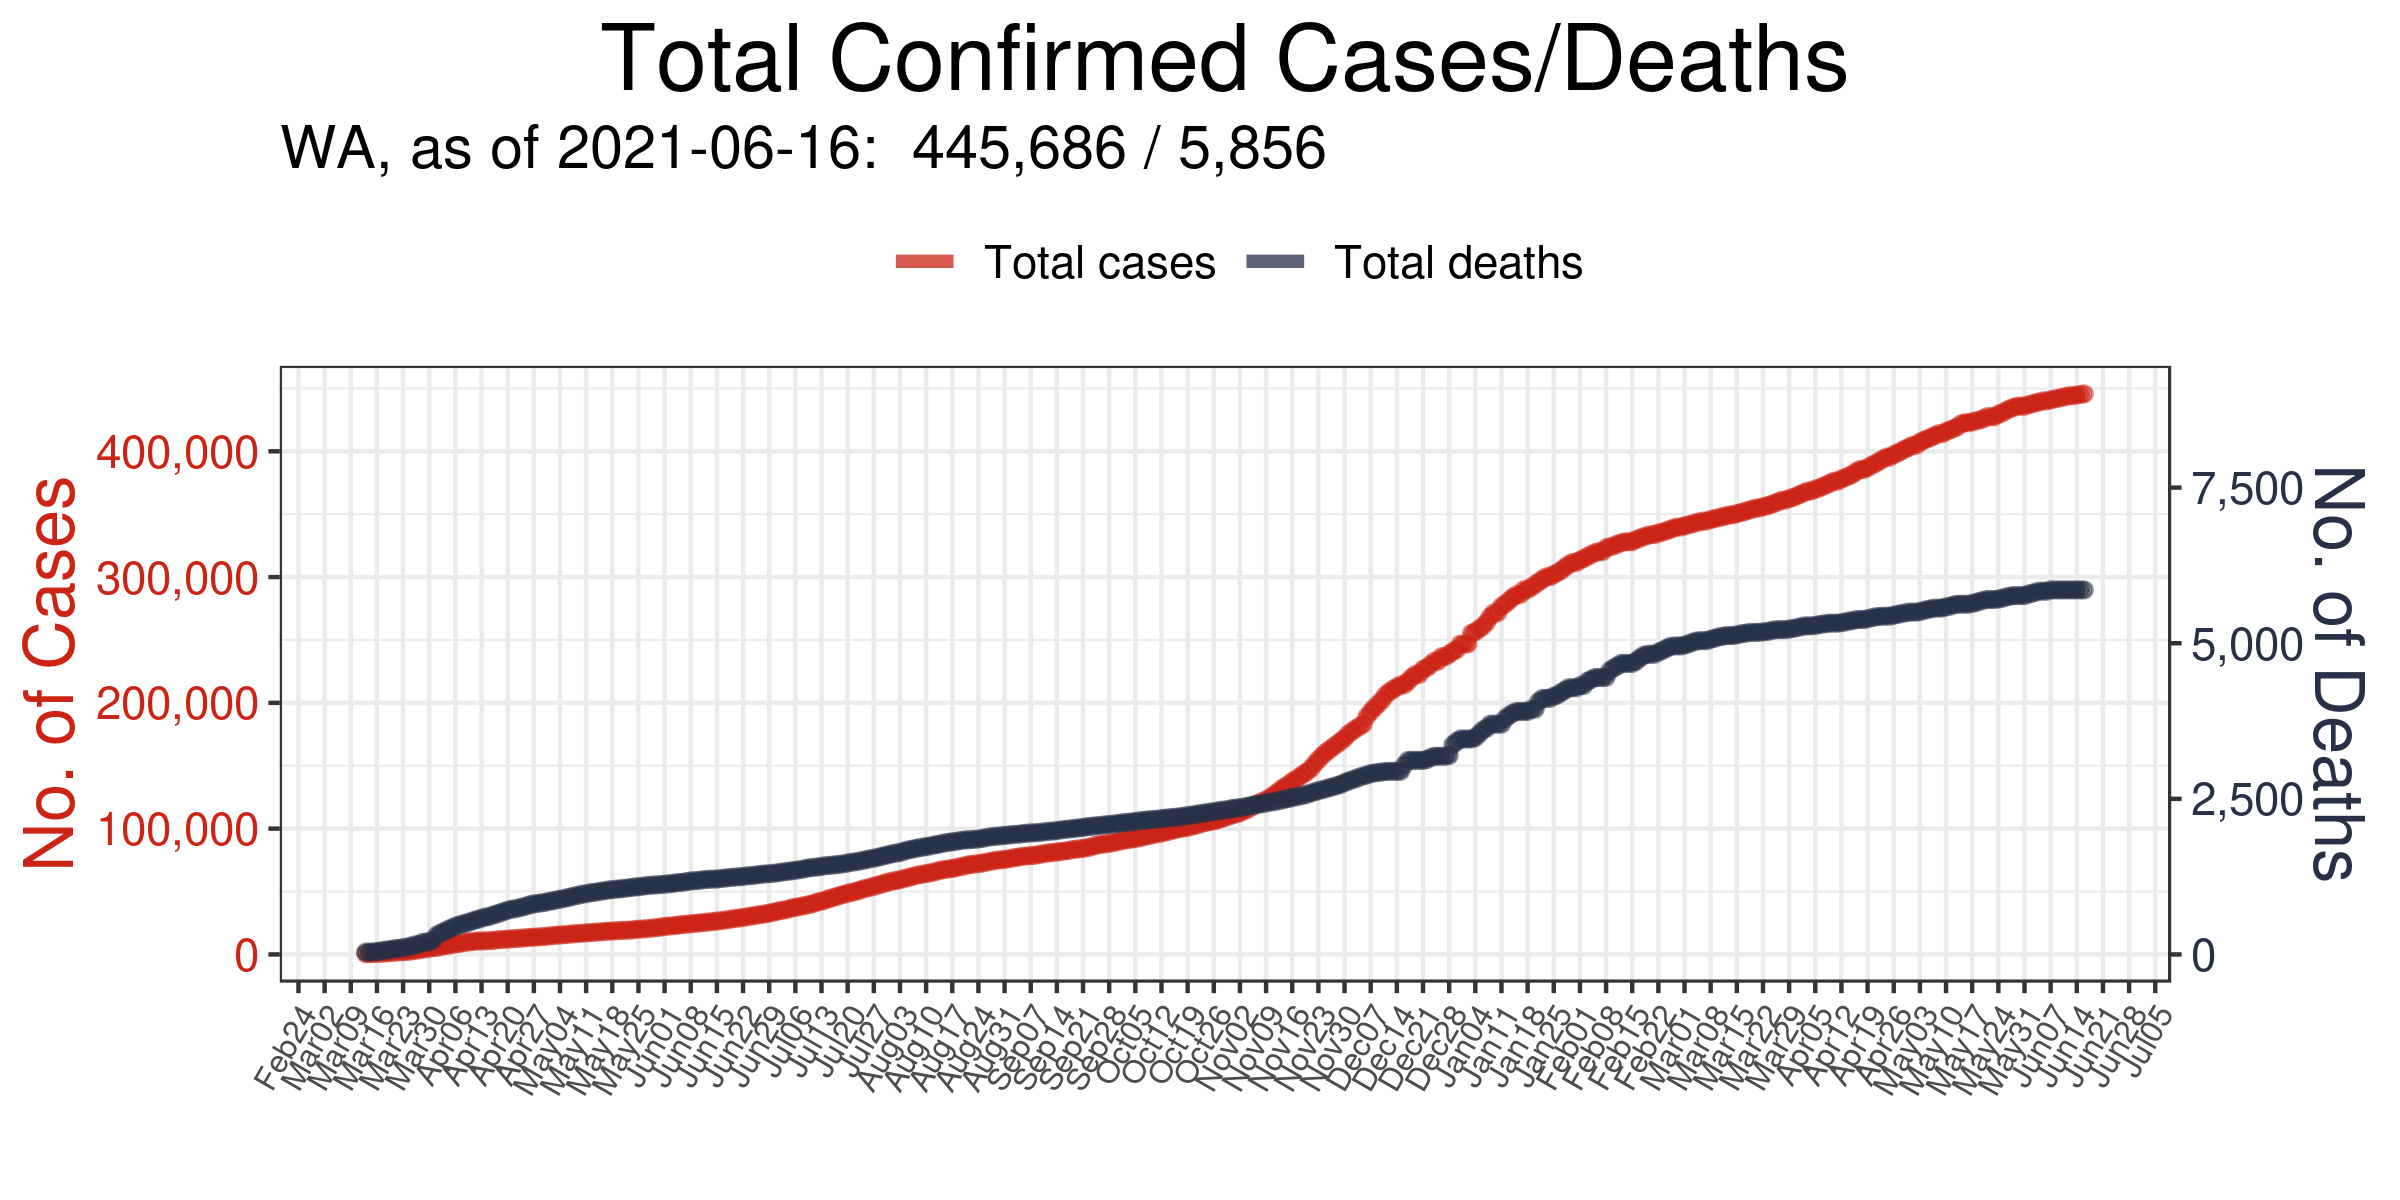 Total Confirmed Cases/Deaths
WA, as of 2021-06-16:  445,686 / 5,856
Total cases
Total deaths
No. of Cases
400,000
300,000
200,000
100,000
0
7,500
5,000
2,500
0
No. of Deaths
Feb24
Mar02
Mar09
Mar16
Mar23
Mar30
Apr06
Apr13
Apr20
Apr27
May04
May11
May18
May25
Jun01
Jun08
Jun15
Jun22
Jun29
Jul06
Jul13
Jul20
Jul27
Aug03
Aug10
Aug17
Aug24
Aug31
Sep07
Sep14
Sep21
Sep28
Oct05
Oct12
Oct19
Oct26
Nov02
Nov09
Nov16
Nov23
Nov30
Dec07
Dec14
Dec21
Dec28
Jan04
Jan11
Jan18
Jan25
Feb01
Feb08
Feb15
Feb22
Mar01
Mar08
Mar15
Mar22
Mar29
Apr05
Apr12
Apr19
Apr26
May03
May10
May17
May24
May31
Jun07
Jun14
Jun21
Jun28
Jul05